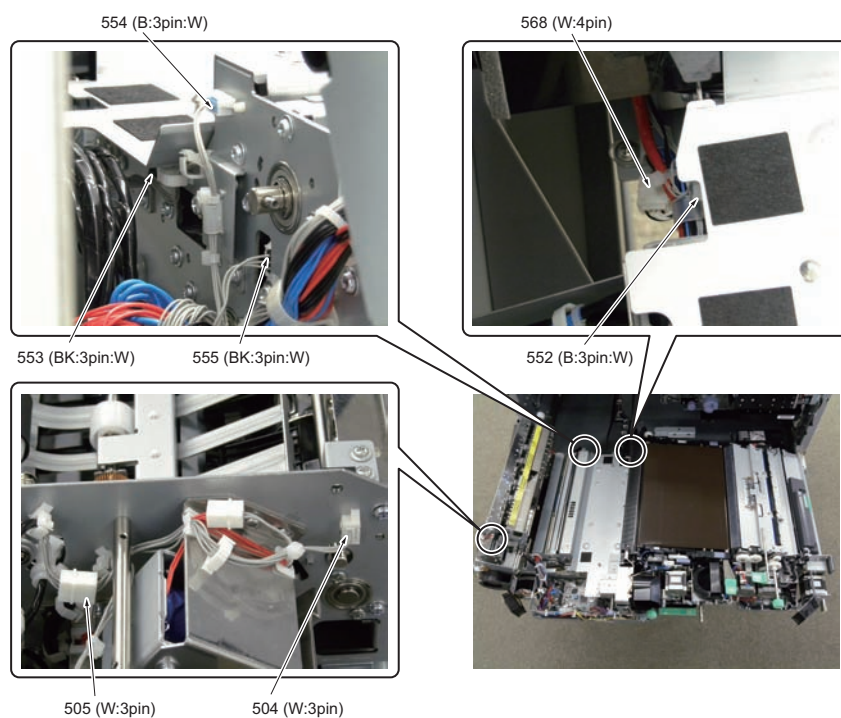 554 (B:3pin:W)
568 (W:4pin)
553 (BK:3pin:W)
555 (BK:3pin:W)
552 (B:3pin:W)
505 (W:3pin)
504 (W:3pin)